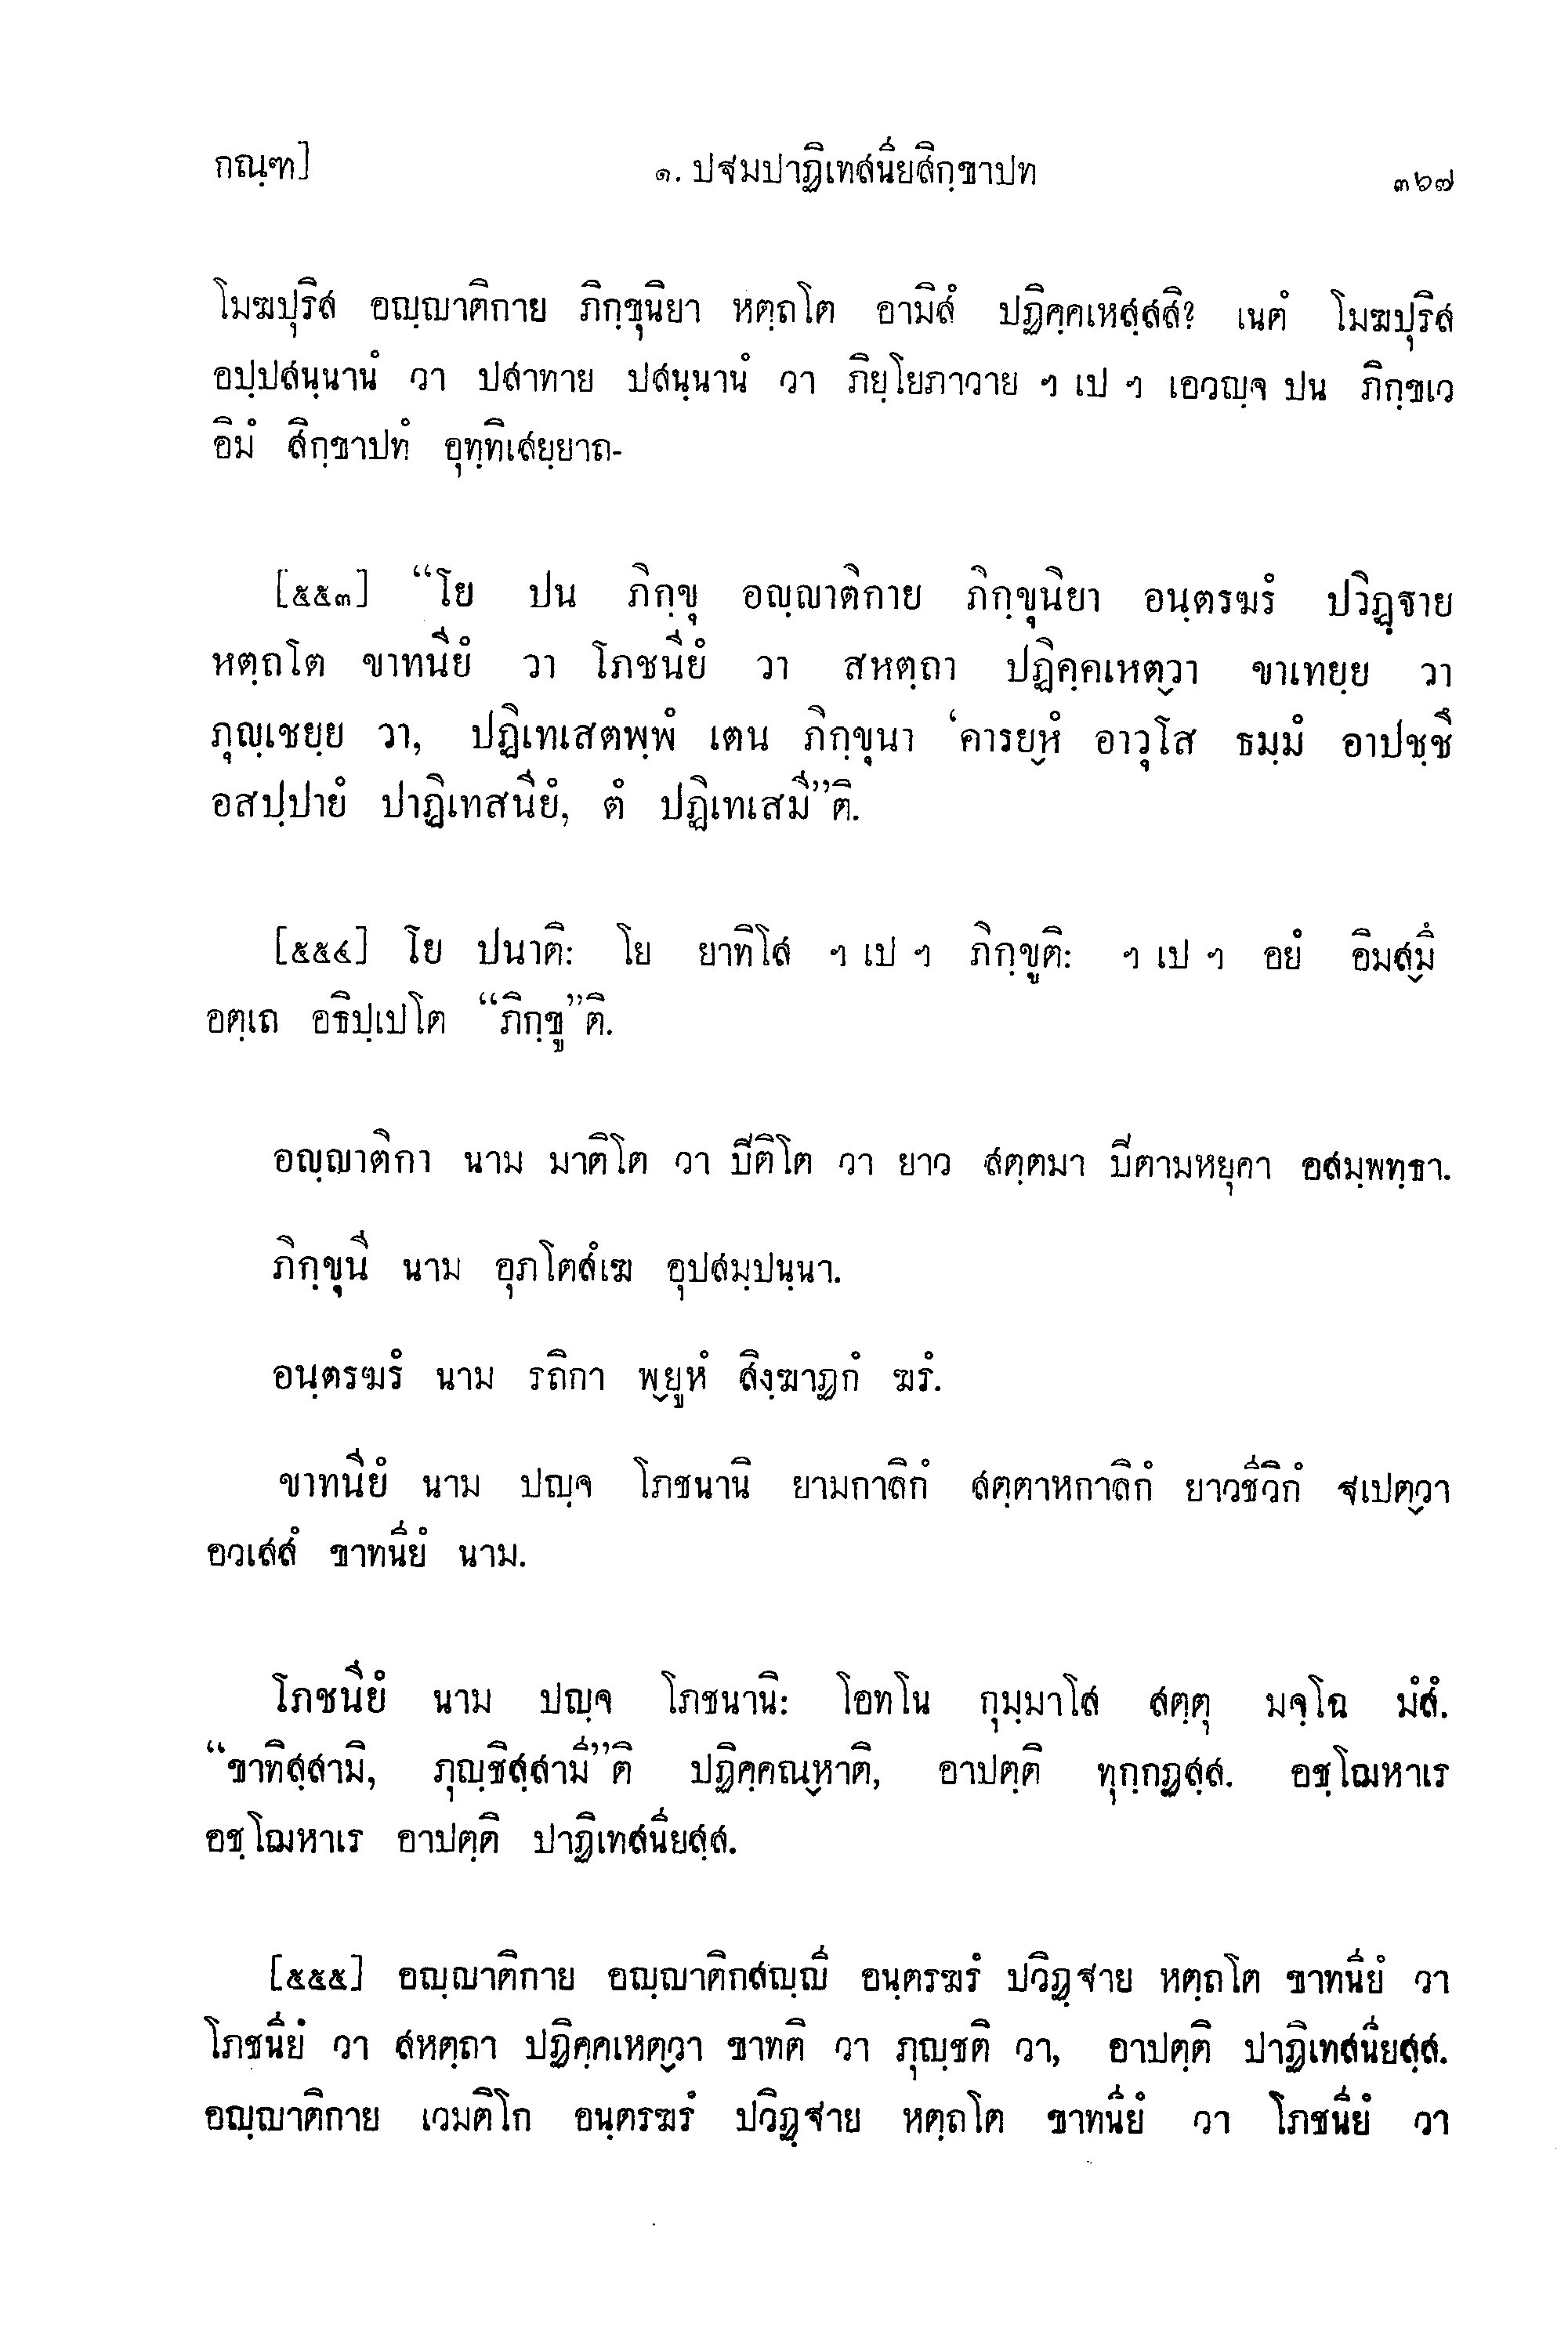 กณฺฑ]
๑. ปฐมปาฏิเทสนียสิกฺขาปท
๓๖๗
โมฆปุริส อญฺญาติกาย ภิกฺขุนิยา หตฺถโต อามิสํ ปฏิคฺคเหสฺสสิ? เนตํ โมฆปุริส
อปฺปสนฺนานํ วา ปสาทาย ปสนฺนานํ วา ภิยฺโยภาวาย ฯ เป ฯ เอวญฺจ ปน ภิกฺขเว
อิมํ สิกฺขาปทํ อุทฺทิเสยฺยาถ-
[๕๕๓] “โย ปน ภิกฺขุ อญฺญาติกาย ภิกฺขุนิยา อนฺตรฆรํ ปวิฏฺฐาย
หตฺถโต ขาทนียํ วา โภชนียํ วา สหตฺถา ปฏิคฺคเหตฺวา ขาเทยฺย วา
ภุญฺเชยฺย วา, ปฏิเทเสตพฺพํ เตน ภิกฺขุนา ‘คารยฺหํ อาวุโส ธมฺมํ อาปชฺชึ
อสปฺปายํ ปาฏิเทสนียํ, ตํ ปฏิเทเสมี”ติ.
[๕๕๔] โย ปนาติ: โย ยาทิโส ฯ เป ฯ ภิกฺขูติ: ฯ เป ฯ อยํ อิมสฺมึ
อตฺเถ อธิปฺเปโต “ภิกฺขู”ติ.
อญฺญาติกา นาม มาติโต วา ปีติโต วา ยาว สตฺตมา ปีตามหยุคา อสมฺพทฺธา.
ภิกฺขุนี นาม อุภโตสํเฆ อุปสมฺปนฺนา.
อนฺตรฆรํ นาม รถิกา พฺยูหํ สิงฺฆาฏกํ ฆรํ.
ขาทนียํ นาม ปญฺจ โภชนานิ ยามกาลิกํ สตฺตาหกาลิกํ ยาวชีวิกํ ฐเปตฺวา
อวเสสํ ขาทนียํ นาม.
โภชนียํ นาม ปญฺจ โภชนานิ: โอทโน กุมฺมาโส สตฺตุ มจฺโฉ มํสํ.
“ขาทิสฺสามิ, ภุญฺชิสฺสามี”ติ ปฏิคฺคณฺหาติ, อาปตฺติ ทุกฺกฏสฺส. อชฺโฌหาเร
อชฺโฌหาเร อาปตฺติ ปาฏิเทสนียสฺส.
[๕๕๕] อญฺญาติกาย อญฺญาติกสญฺญี อนฺตรฆรํ ปวิฏฺฐาย หตฺถโต ขาทนียํ วา
โภชนียํ วา สหตฺถา ปฏิคฺคเหตฺวา ขาทติ วา ภุญฺชติ วา, อาปตฺติ ปาฏิเทสนียสฺส.
อญฺญาติกาย เวมติโก อนฺตรฆรํ ปวิฏฺฐาย หตฺถโต ขาทนียํ วา โภชนียํ วา